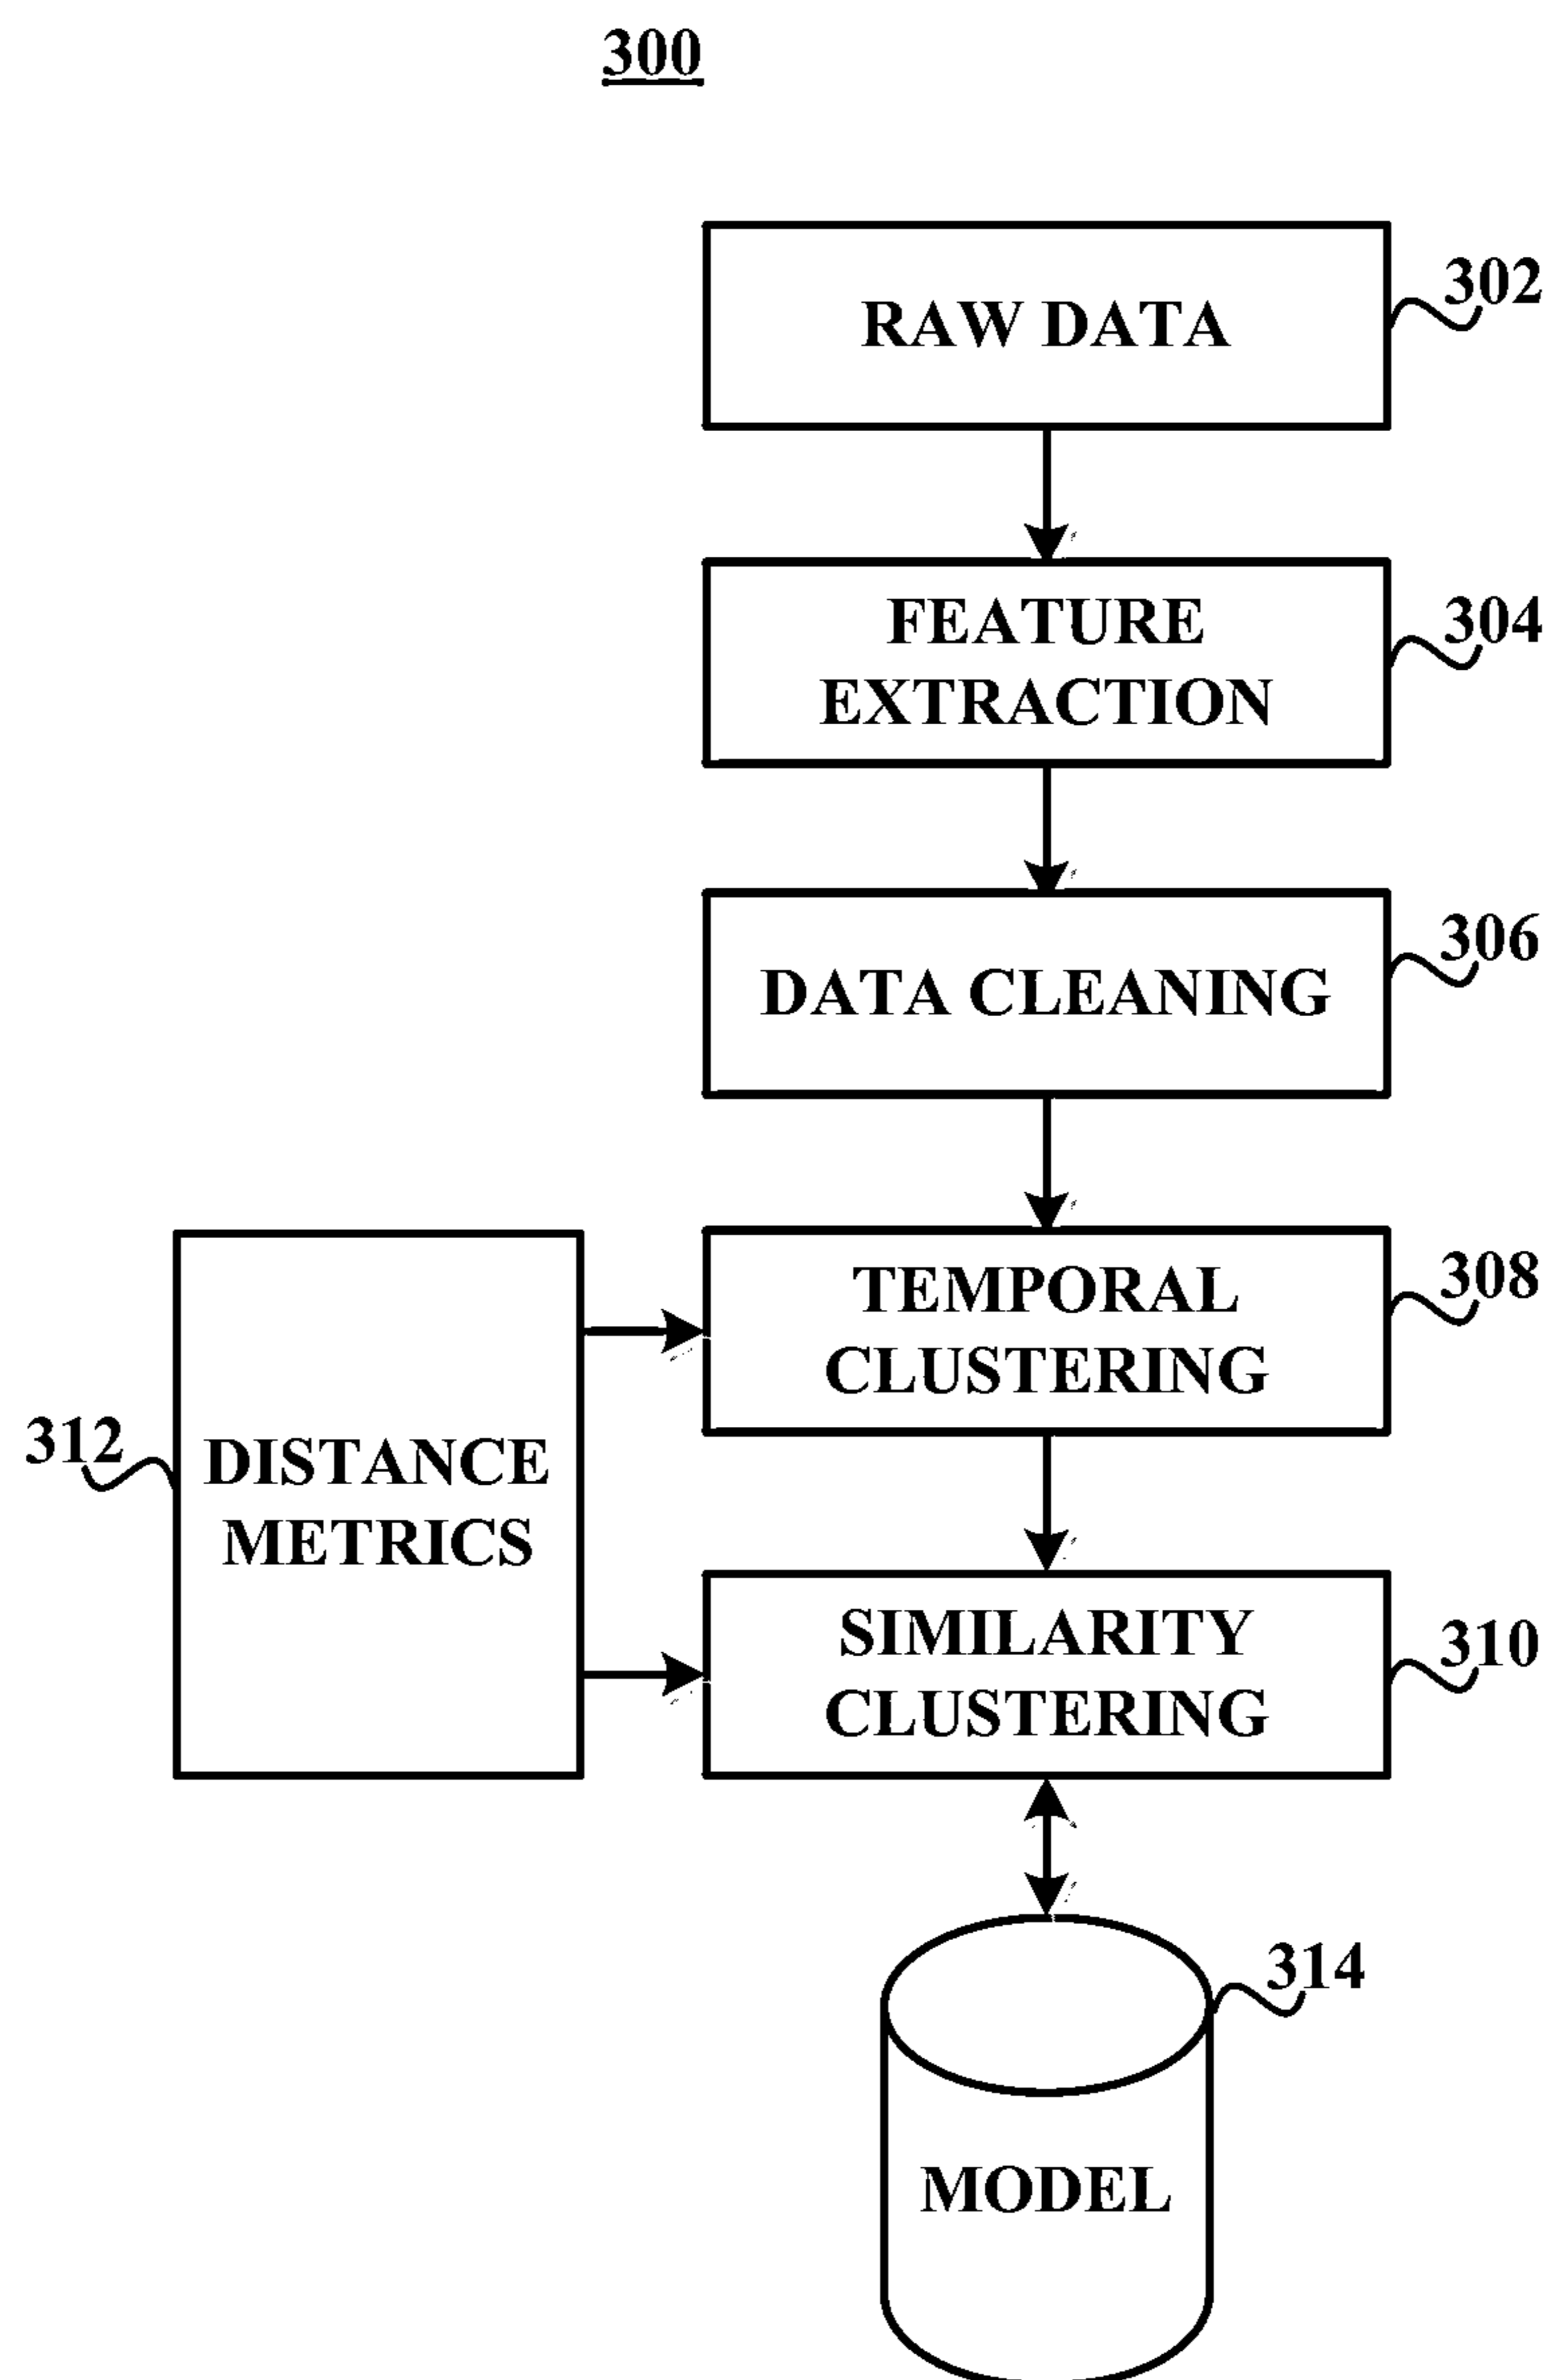 300
RAW DATA
302
FEATURE
EXTRACTION
304
DATA CLEANING
306
TEMPORAL
CLUSTERING
308
312
DISTANCE
METRICS
SIMILARITY
CLUSTERING
310
314
MODEL